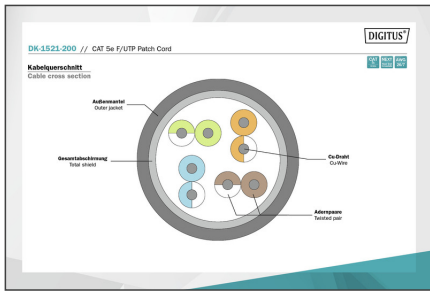 DIGITUS®
DK-1521-200 // CAT 5e F/UTP Patch Cord
Kabelquerschnitt
Cable cross section
Außenmantel
Outer jacket
Gesamtabschirmung
Total shield
Cu-Draht
Cu-Wire
Adernpaare
Twisted pair